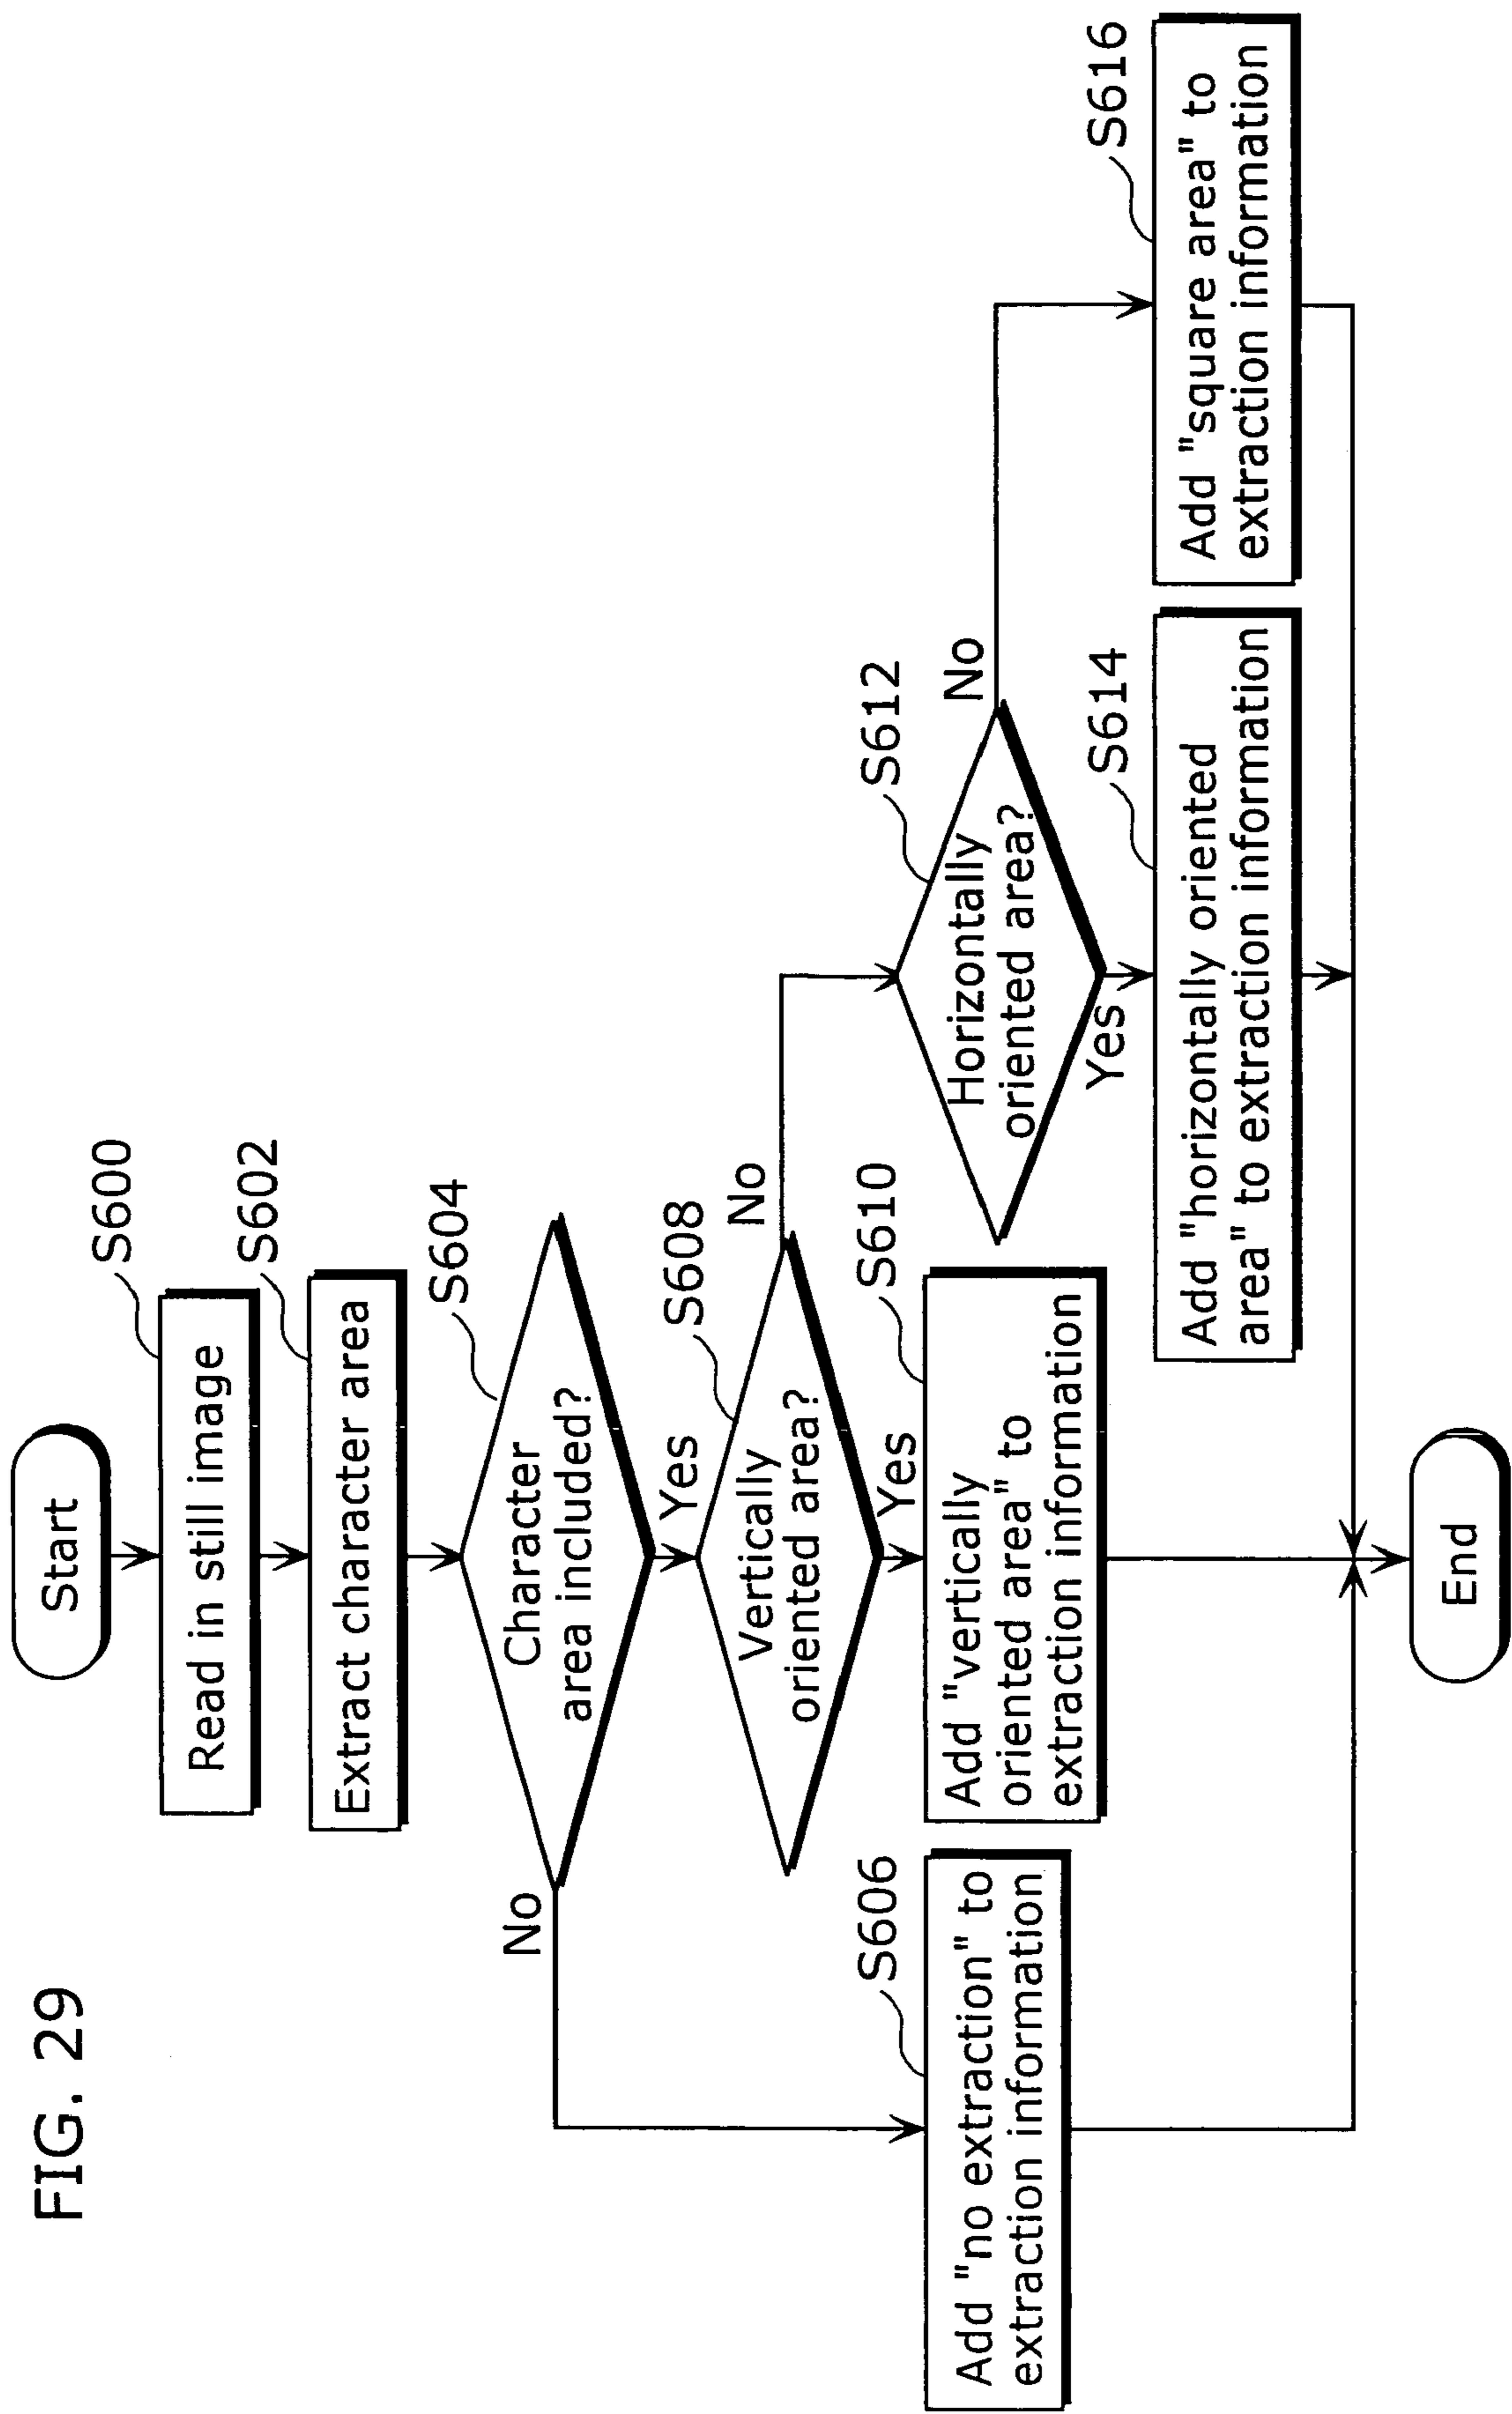 FIG. 29
Start
S600
Read in still image
S602
Extract character area
S604
Character
area included?
No
Yes
S608
Vertically
oriented area?
No
Yes
S606
Add "no extraction" to
extraction information
S610
Add "vertically
oriented area" to
extraction information
S612
Horizontally
oriented area?
No
Yes
S614
Add "horizontally oriented
area" to extraction information
S616
Add "square area" to
extraction information
End